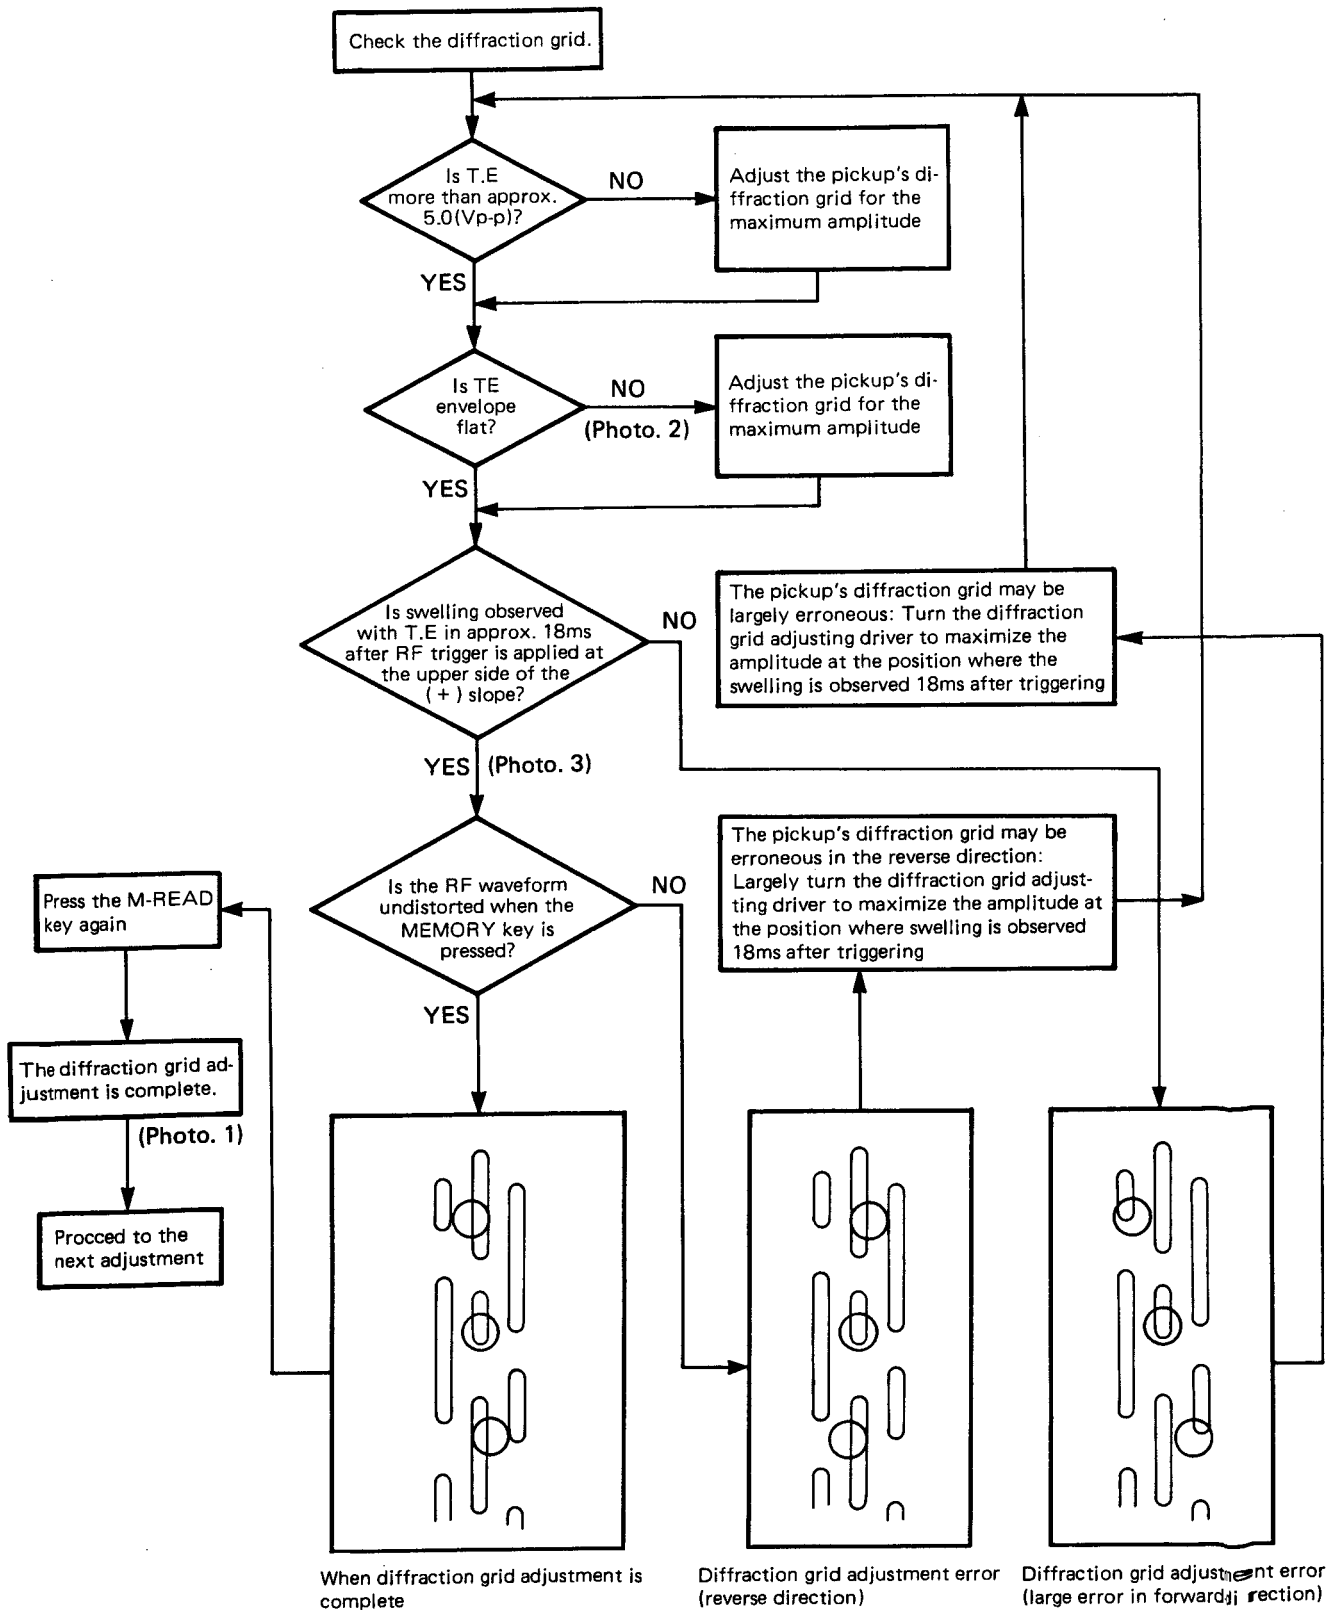 Check the diffraction grid.
Is T.E
more than approx.
5.0(Vp-p)?
NO
Adjust the pickup's di-
ffraction grid for the
maximum amplitude
YES
Is TE
envelope
flat?
NO
(Photo. 2)
Adjust the pickup's di-
ffraction grid for the
maximum amplitude
YES
Is swelling observed
with T.E in approx. 18ms
after RF trigger is applied at
the upper side of the
(+) slope?
NO
The pickup's diffraction grid may be
largely erroneous: Turn the diffraction
grid adjusting driver to maximize the
amplitude at the position where the
swelling is observed 18ms after triggering
YES
(Photo. 3)
Is the RF waveform
undistorted when the
MEMORY key is
pressed?
NO
The pickup's diffraction grid may be
erroneous in the reverse direction:
Largely turn the diffraction grid adjust-
ting driver to maximize the amplitude at
the position where swelling is observed
18ms after triggering
YES
Press the M-READ
key again
The diffraction grid ad-
justment is complete.
(Photo. 1)
Procced to the
next adjustment
When diffraction grid adjustment is
complete
Diffraction grid adjustment error
(reverse direction)
Diffraction grid adjustment error
(large error in forward direction)